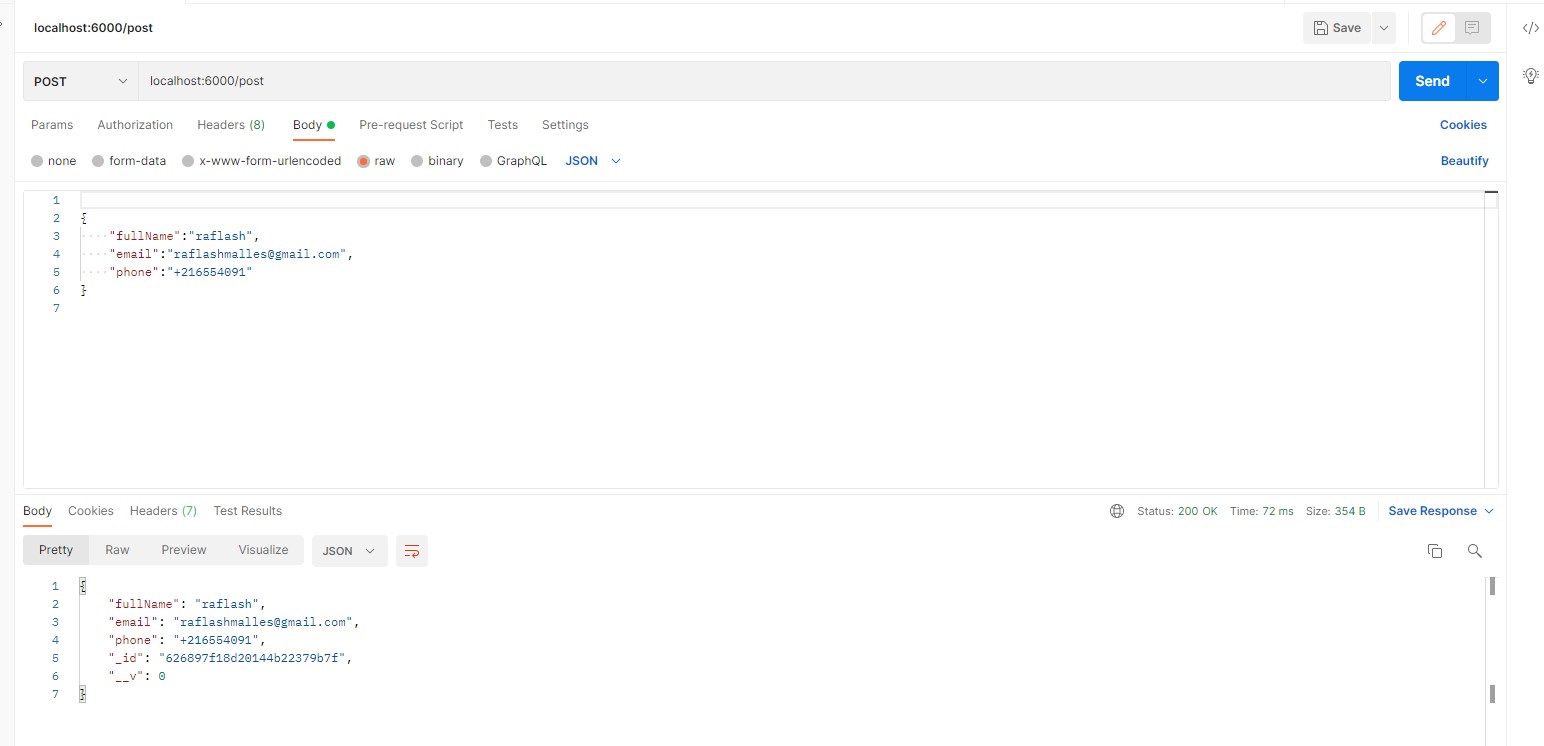 localhost:6000/post
Save
POST
localhost:6000/post
Send
Params Authorization Headers (8) Body Pre-request Script Tests Settings Cookies
none form-data x-www-form-urlencoded raw binary GraphQL JSON Beautify
1
2 {
3 ····"fullName":"raflash",
4 ····"email":"raflashmalles@gmail.com",
5 ····"phone":"+216554091"
6 }
7
Body Cookies Headers (7) Test Results Status: 200 OK Time: 72 ms Size: 354 B Save Response
Pretty Raw Preview Visualize JSON
1 {
2 "fullName": "raflash",
3 "email": "raflashmalles@gmail.com",
4 "phone": "+216554091",
5 "_id": "626897f18d20144b22379b7f",
6 "__v": 0
7 }